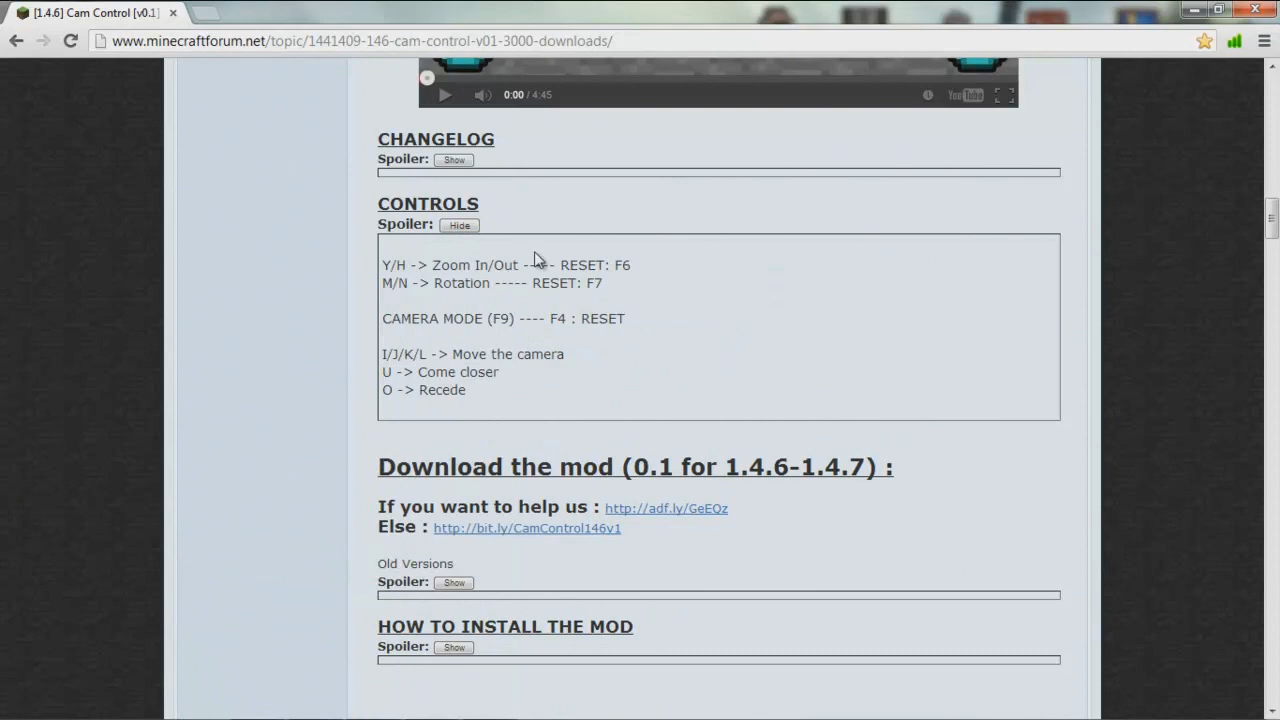 [1.4.6] Cam Control [v0.1]
www.minecraftforum.net/topic/1441409-146-cam-control-v01-3000-downloads/
0:00 / 4:45
YouTube
CHANGELOG
Spoiler: Show
CONTROLS
Spoiler: Hide
Y/H -> Zoom In/Out ----- RESET: F6
M/N -> Rotation ----- RESET: F7
CAMERA MODE (F9) ---- F4 : RESET
I/J/K/L -> Move the camera
U -> Come closer
O -> Recede
Download the mod (0.1 for 1.4.6-1.4.7) :
If you want to help us : http://adf.ly/GeEQz
Else : http://bit.ly/CamControl146v1
Old Versions
Spoiler: Show
HOW TO INSTALL THE MOD
Spoiler: Show